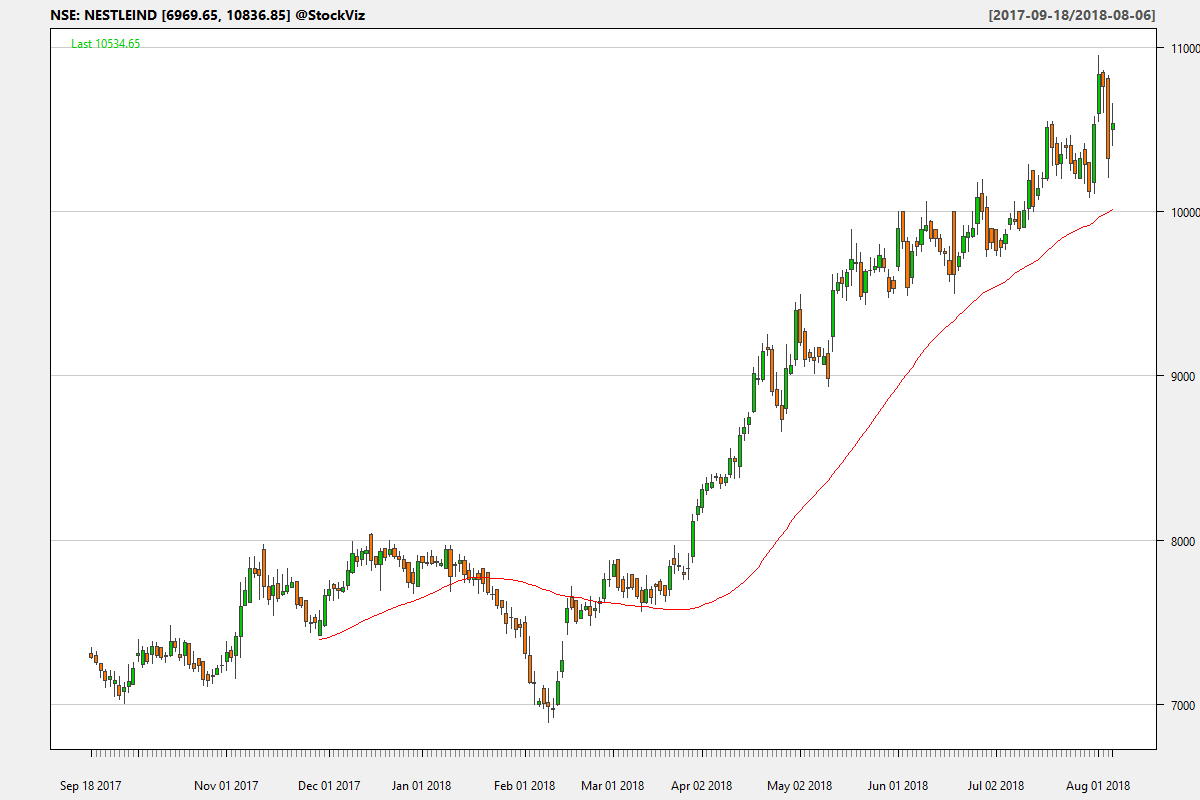 NSE: NESTLEIND [6969.65, 10836.85] @StockViz [2017-09-18/2018-08-06]
Last 10534.65
11000
10000
9000
8000
7000
Sep 18 2017 Nov 01 2017 Dec 01 2017 Jan 01 2018 Feb 01 2018 Mar 01 2018 Apr 02 2018 May 02 2018 Jun 01 2018 Jul 02 2018 Aug 01 2018